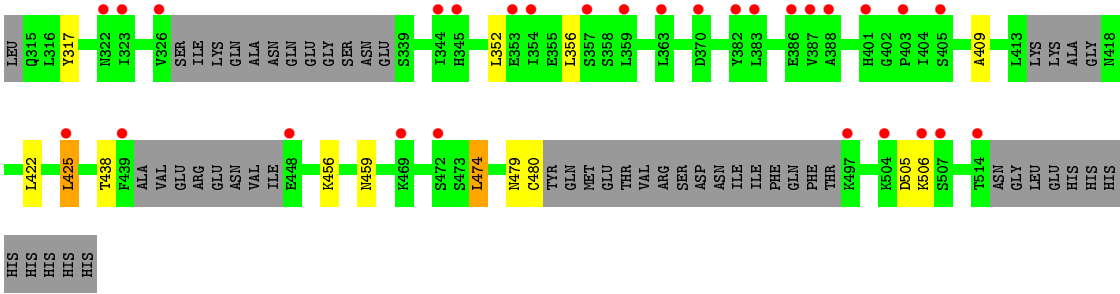 LEU Q315 L316 Y317 N322 I323 V326 SER ILE LYS GLN ALA ASN GLN GLU GLY SER ASN GLU S339 I344 H345 L352 E353 I354 E355 L356 S357 S358 L359 L363 D370 Y382 L383 E386 V387 A388 H401 G402 P403 I404 S405 A409 L413 LYS LYS ALA GLY N418
L422 L425 T438 F439 ALA VAL GLU ARG GLU ASN VAL ILE E448 K456 N459 K469 S472 S473 L474 N479 C480 TYR GLN MET GLU THR VAL ARG SER ASP ASN ILE ILE PHE GLN PHE THR K497 K504 D505 K506 S507 T514 ASN GLY LEU GLU HIS HIS HIS
HIS HIS HIS HIS HIS